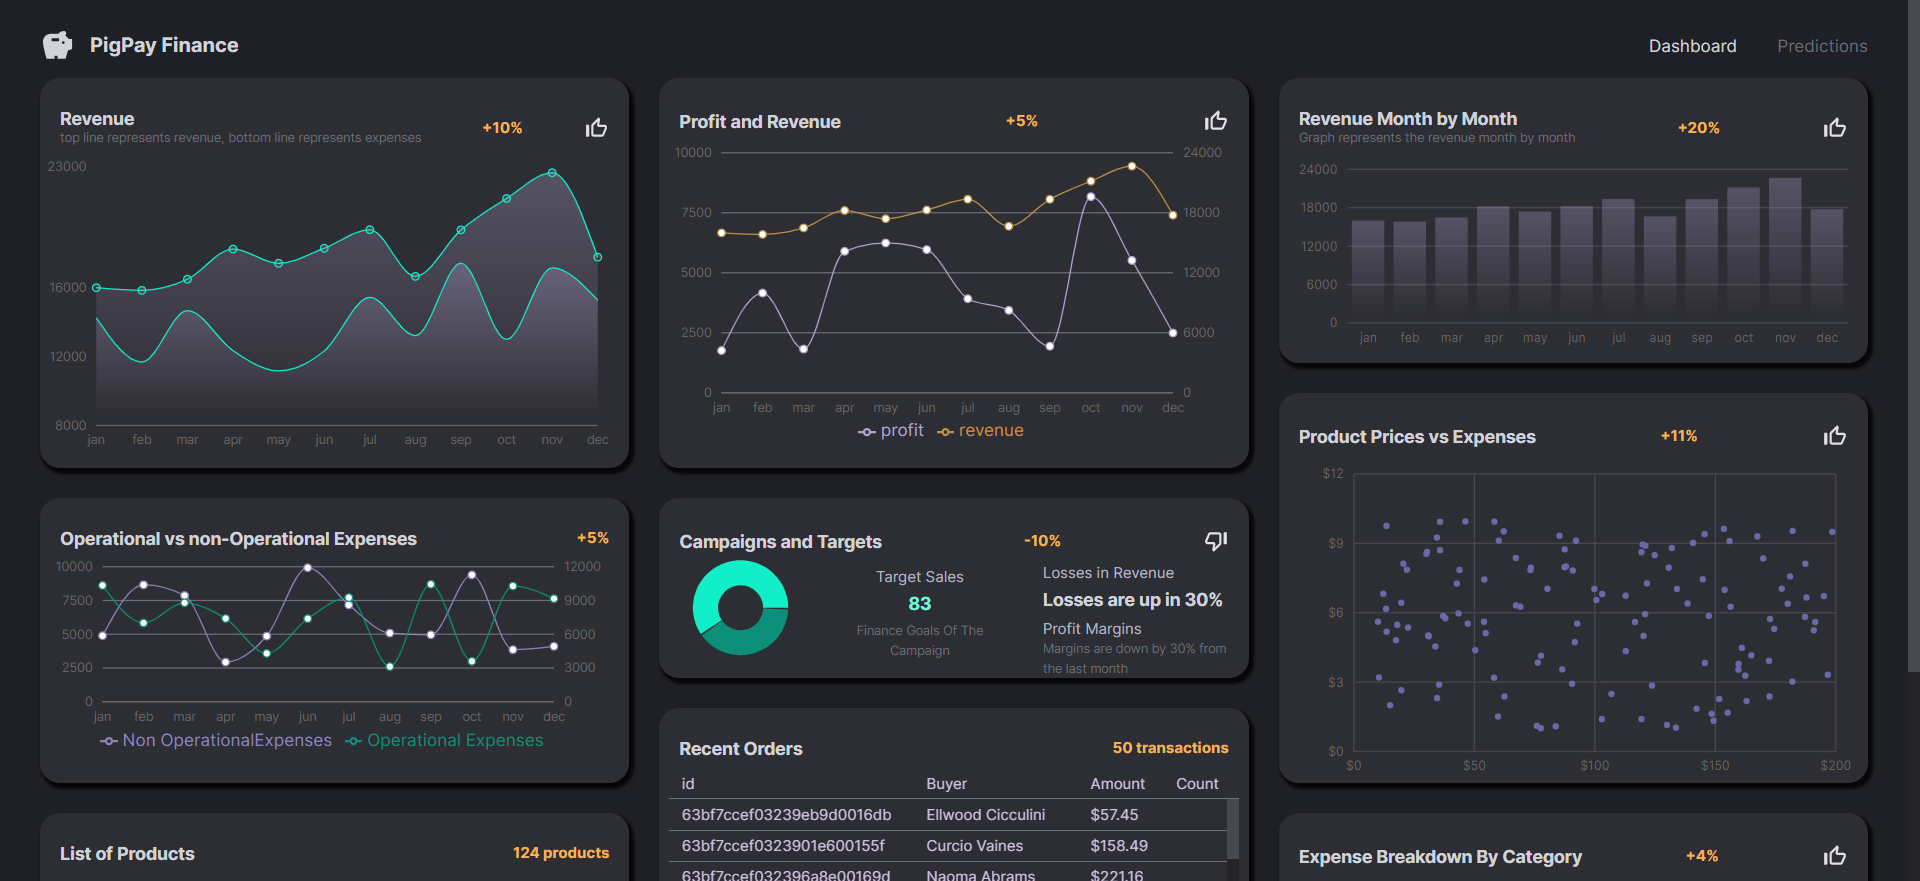 PigPay Finance
Dashboard
Predictions
Revenue
top line represents revenue, bottom line represents expenses
+10%
23000
16000
12000
8000
jan feb mar apr may jun jul aug sep oct nov dec
Profit and Revenue
+5%
10000 24000
7500 18000
5000 12000
2500 6000
0 0
jan feb mar apr may jun jul aug sep oct nov dec
profit revenue
Revenue Month by Month
Graph represents the revenue month by month
+20%
24000
18000
12000
6000
0
jan feb mar apr may jun jul aug sep oct nov dec
Operational vs non-Operational Expenses
+5%
10000 12000
7500 9000
5000 6000
2500 3000
0 0
jan feb mar apr may jun jul aug sep oct nov dec
Non OperationalExpenses Operational Expenses
Campaigns and Targets
-10%
Target Sales
83
Finance Goals Of The
Campaign
Losses in Revenue
Losses are up in 30%
Profit Margins
Margins are down by 30% from
the last month
Product Prices vs Expenses
+11%
$12
$9
$6
$3
$0
$0 $50 $100 $150 $200
Recent Orders
50 transactions
id Buyer Amount Count
63bf7ccef03239eb9d0016db Ellwood Cicculini $57.45
63bf7ccef0323901e600155f Curcio Vaines $158.49
63bf7ccef032396a8e00169d Naoma Abrams $221.16
List of Products
124 products
Expense Breakdown By Category
+4%